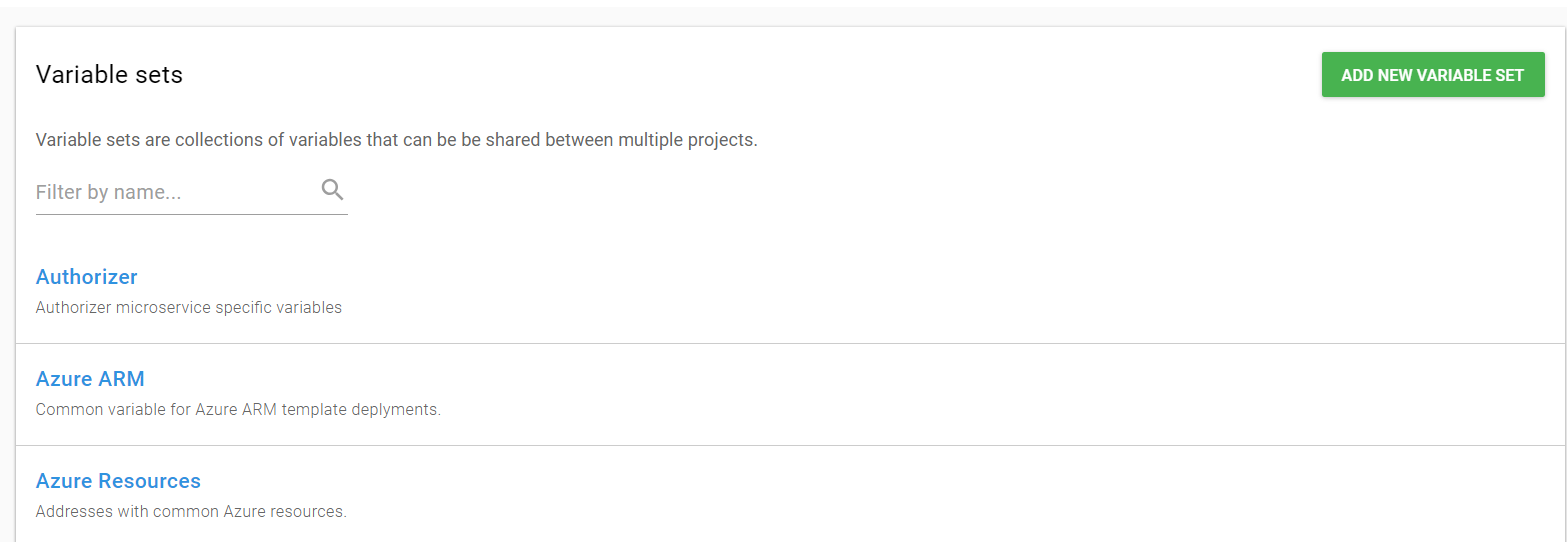 Variable sets
ADD NEW VARIABLE SET
Variable sets are collections of variables that can be be shared between multiple projects.
Filter by name...
Authorizer
Authorizer microservice specific variables
Azure ARM
Common variable for Azure ARM template deplyments.
Azure Resources
Addresses with common Azure resources.